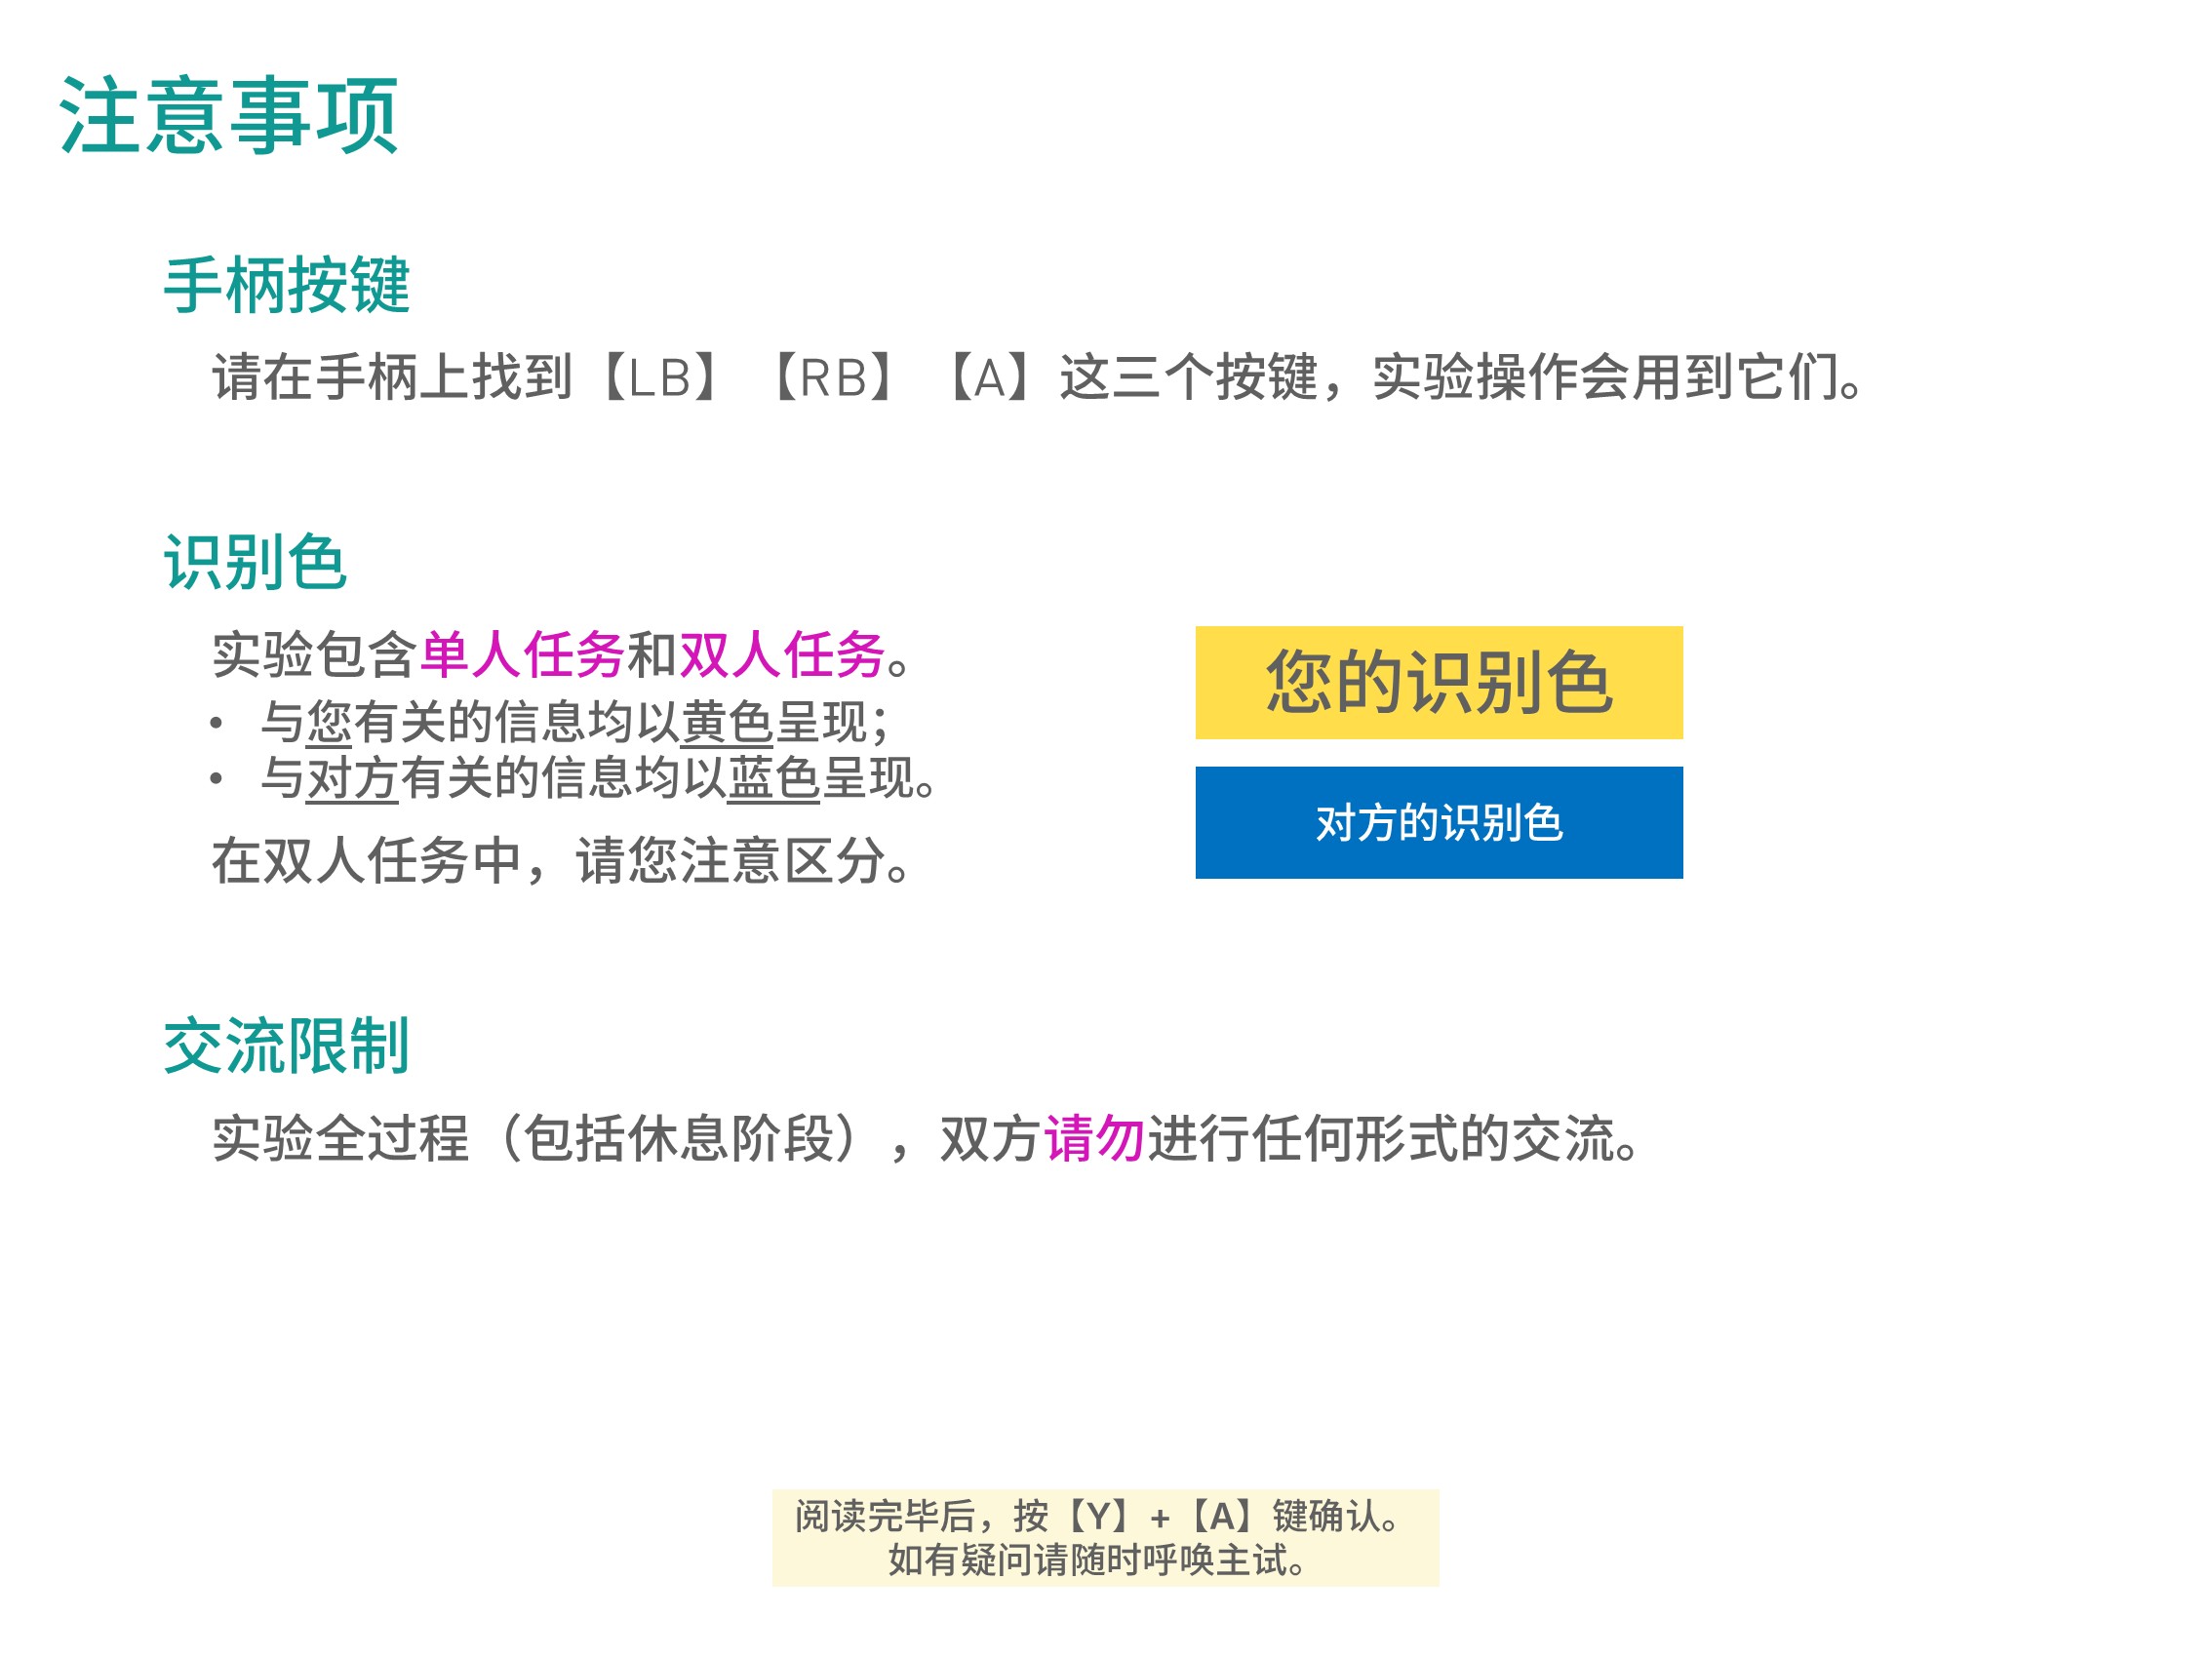 注意事项
手柄按键
请在手柄上找到【LB】 【RB】 【A】这三个按键，实验操作会用到它们。
识别色
实验包含单人任务和双人任务。
• 与您有关的信息均以黄色呈现；
• 与对方有关的信息均以蓝色呈现。
在双人任务中，请您注意区分。
您的识别色
对方的识别色
交流限制
实验全过程（包括休息阶段），双方请勿进行任何形式的交流。
阅读完毕后，按【Y】+【A】键确认。
如有疑问请随时呼唤主试。